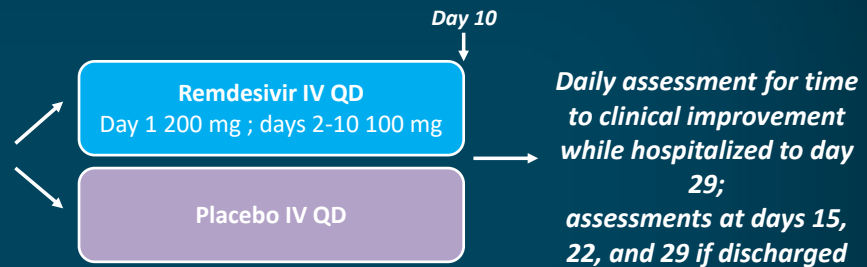 Day 10
Remdesivir IV QD
Day 1 200 mg ; days 2-10 100 mg
Placebo IV QD
Daily assessment for time
to clinical improvement
while hospitalized to day
29;
assessments at days 15,
22, and 29 if discharged